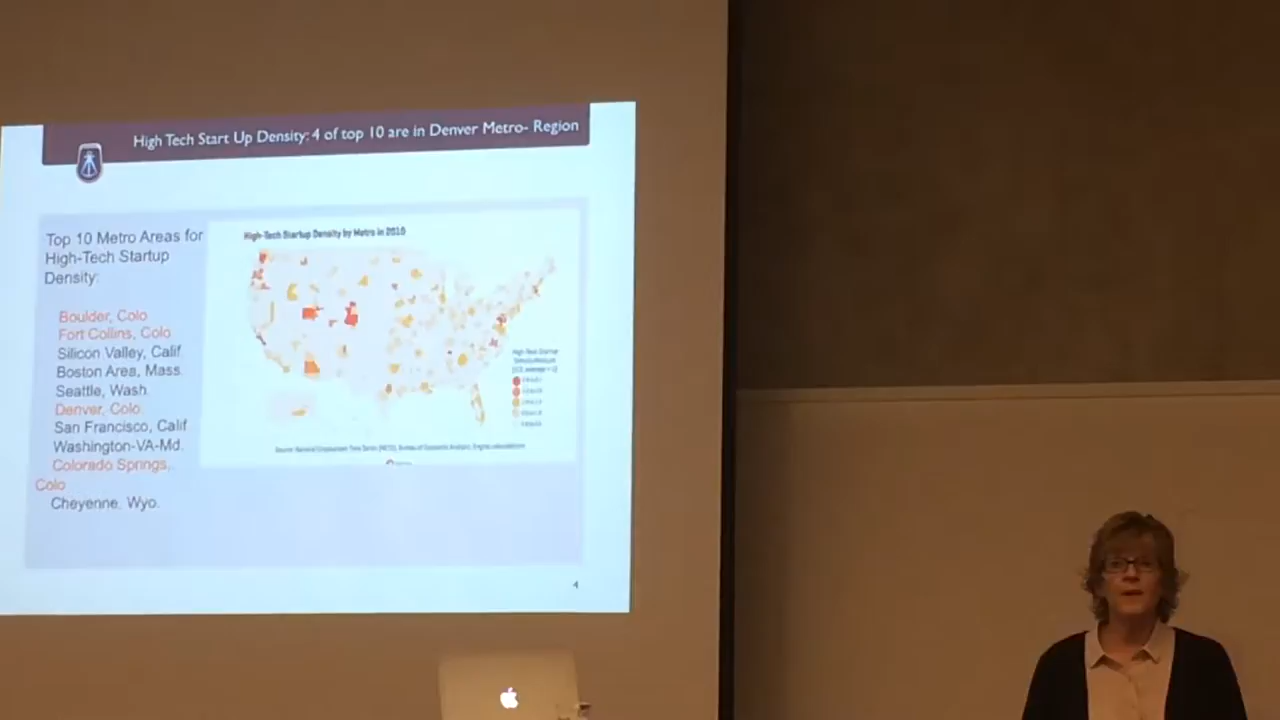 High Tech Start Up Density: 4 of top 10 are in Denver Metro- Region
Top 10 Metro Areas for
High-Tech Startup
Density:
Boulder, Colo
Fort Collins, Colo
Silicon Valley, Calif
Boston Area, Mass.
Seattle, Wash.
Denver, Colo.
San Francisco, Calif
Washington-VA-Md.
Colorado Springs,
Colo
Cheyenne, Wyo.
High-Tech Startup Density by Metro in 2010
High-Tech Startup
4